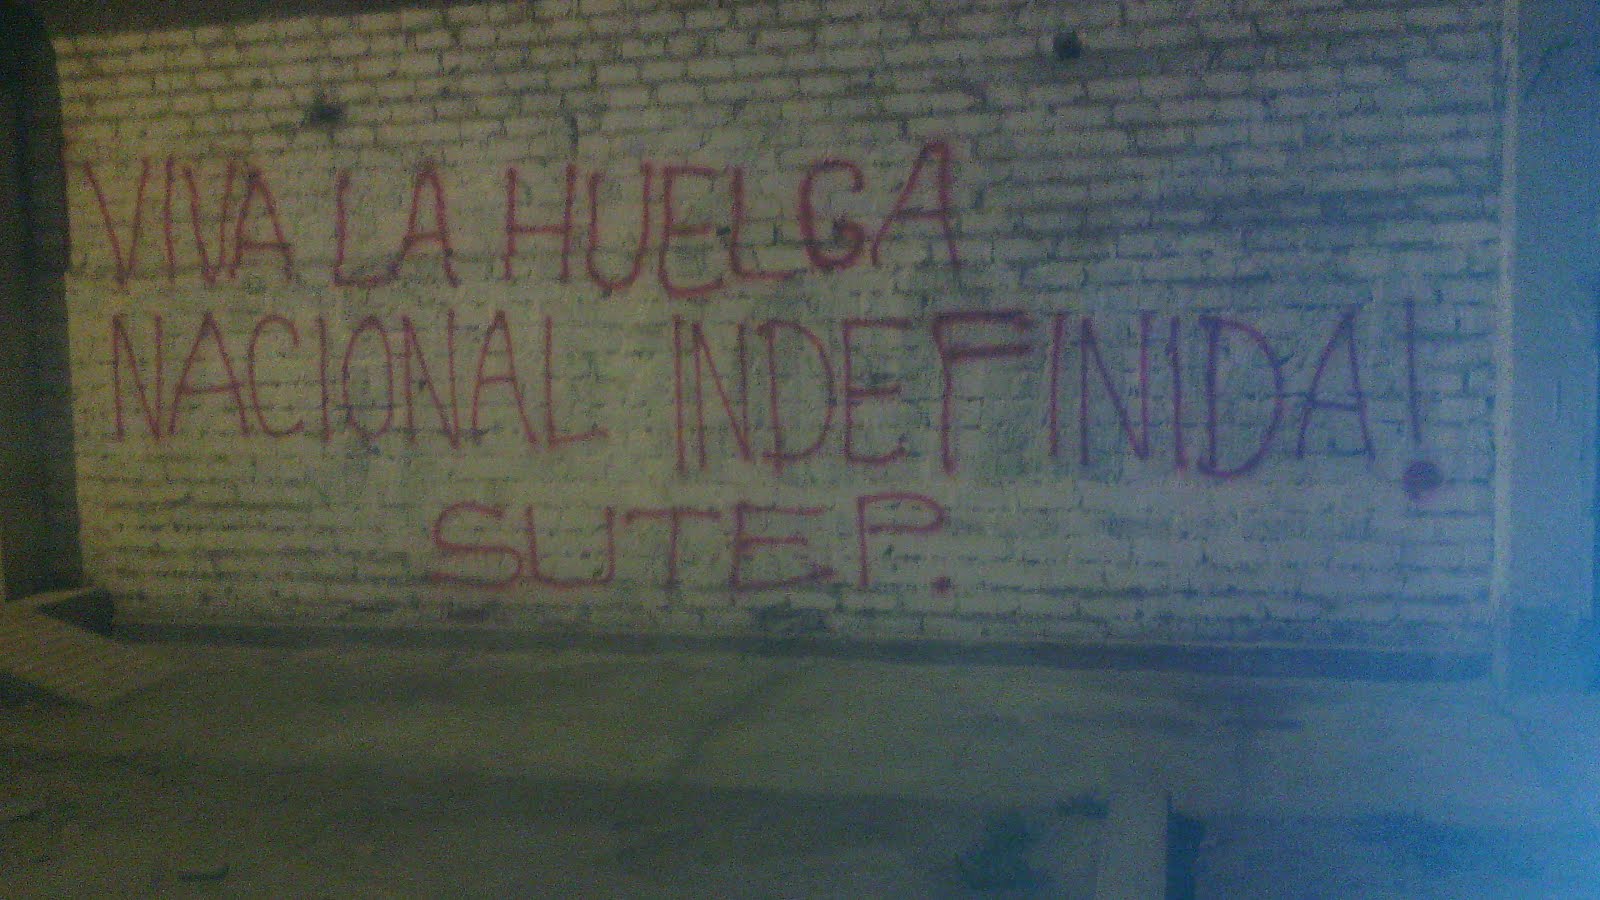 VIVA LA HUELGA
NACIONAL INDEFINIDA!
SUTEP.